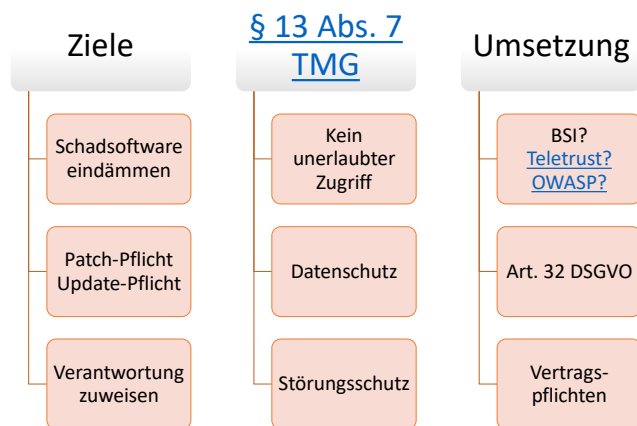 Ziele
Schadsoftware
eindämmen
Patch-Pflicht
Update-Pflicht
Verantwortung
zuweisen
§ 13 Abs. 7
TMG
Kein
unerlaubter
Zugriff
Datenschutz
Störungsschutz
Umsetzung
BSI?
Teletrust?
OWASP?
Art. 32 DSGVO
Vertrags-
pflichten